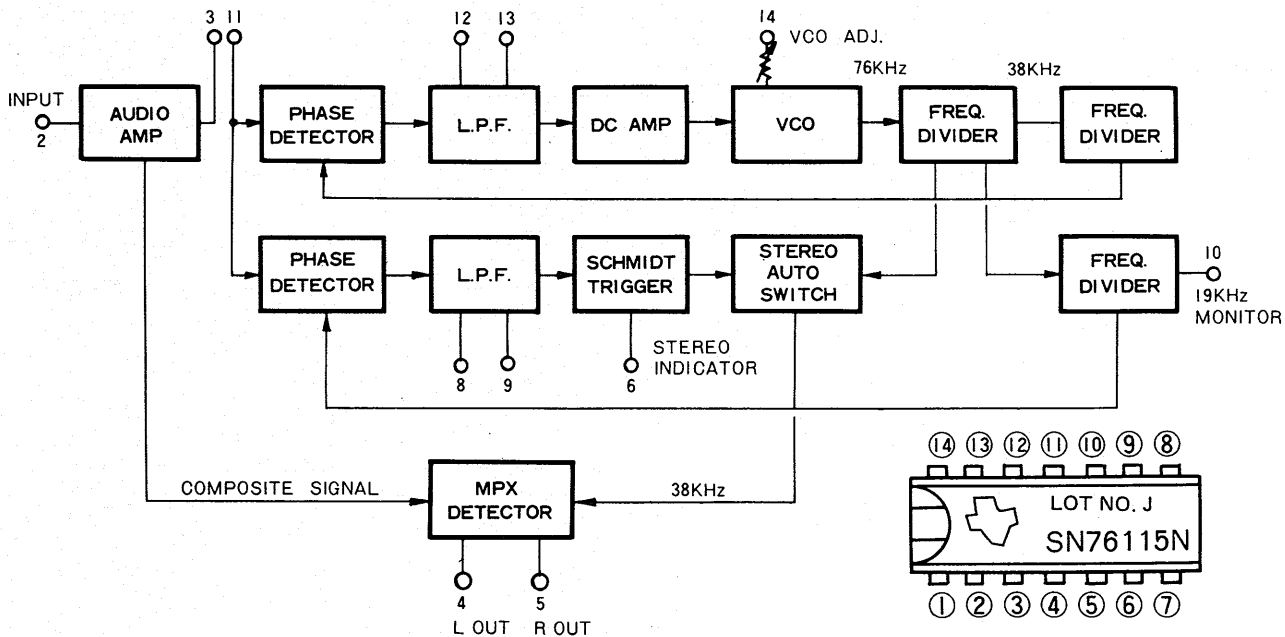 3 11
12 13
14
VCO ADJ.
INPUT
2
AUDIO
AMP
PHASE
DETECTOR
L.P.F.
DC AMP
VCO
76KHz
FREQ.
DIVIDER
38KHz
FREQ.
DIVIDER
PHASE
DETECTOR
L.P.F.
8 9
SCHMIDT
TRIGGER
6
STEREO
INDICATOR
STEREO
AUTO
SWITCH
FREQ.
DIVIDER
10
19KHz
MONITOR
COMPOSITE SIGNAL
MPX
DETECTOR
38KHz
4 5
L OUT R OUT
⑭ ⑬ ⑫ ⑪ ⑩ ⑨ ⑧
LOT NO. J
SN76115N
① ② ③ ④ ⑤ ⑥ ⑦